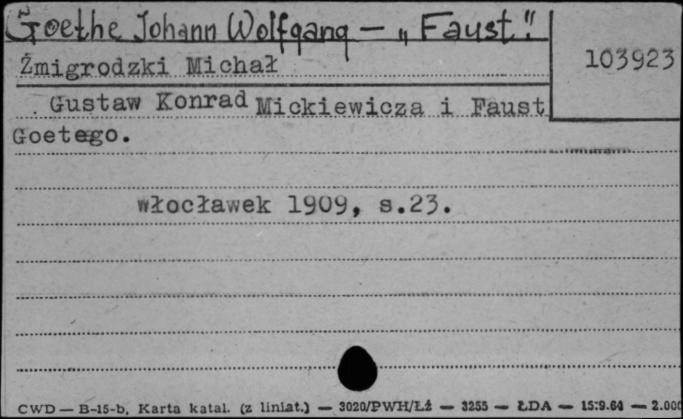 Goethe Johann Wolfgang — „Faust".
103923
Żmigrodzki Michał
Gustaw Konrad Mickiewicza i Faust
Goetego.
włocławek 1909, s.23.
CWD — B-15-b, Karta katal. (z liniat.) — 3020/PWH/Łż — 3255 — ŁDA — 15.9.64 — 2.000